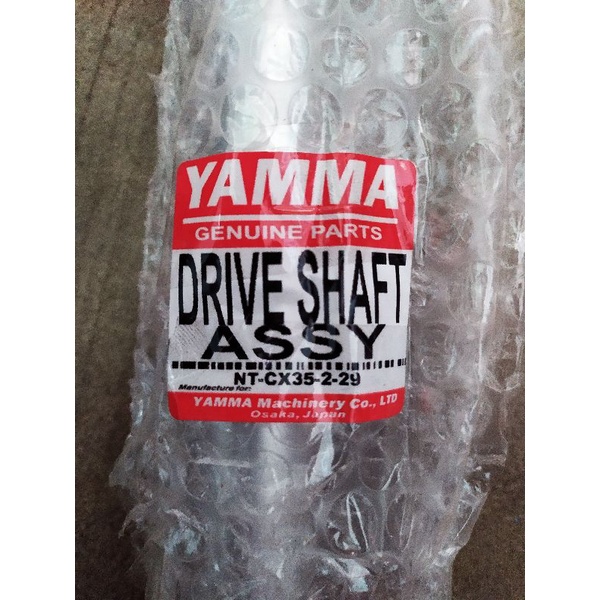 YAMMA
GENUINE PARTS
DRIVE SHAFT
ASSY
NT-CX35-2-29
Manufacture for:
YAMMA Machinery Co., LTD
Osaka, Japan